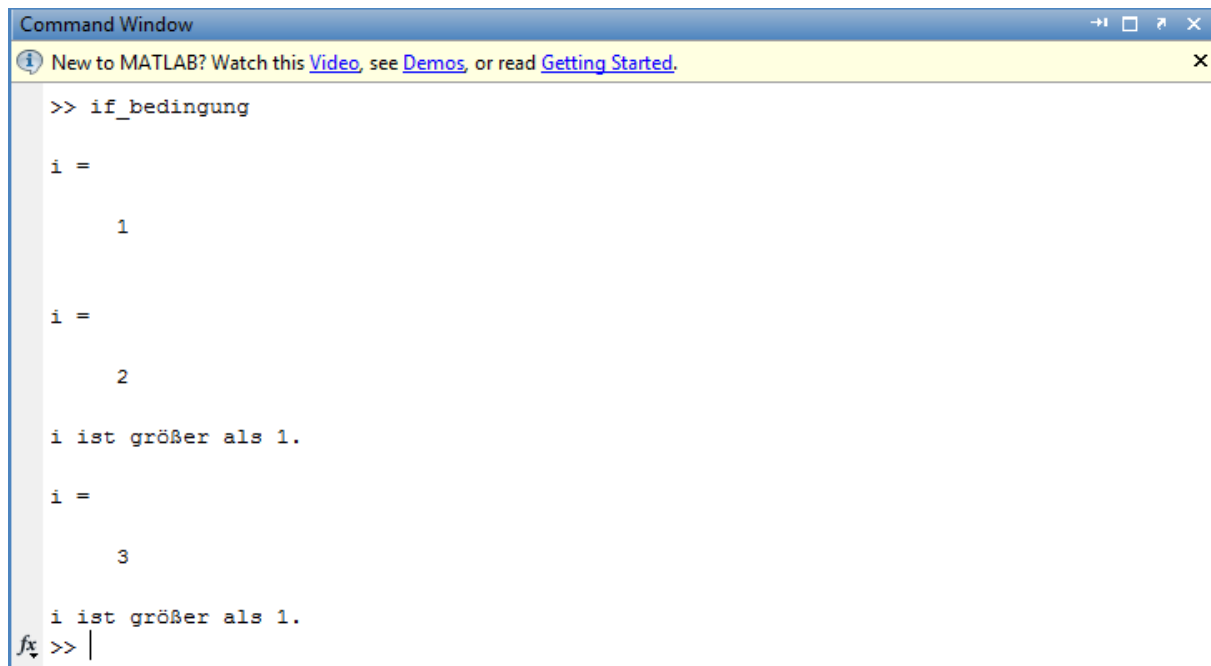 Command Window
New to MATLAB? Watch this Video, see Demos, or read Getting Started.
>> if_bedingung
i =
1
i =
2
i ist größer als 1.
i =
3
i ist größer als 1.
fx >>